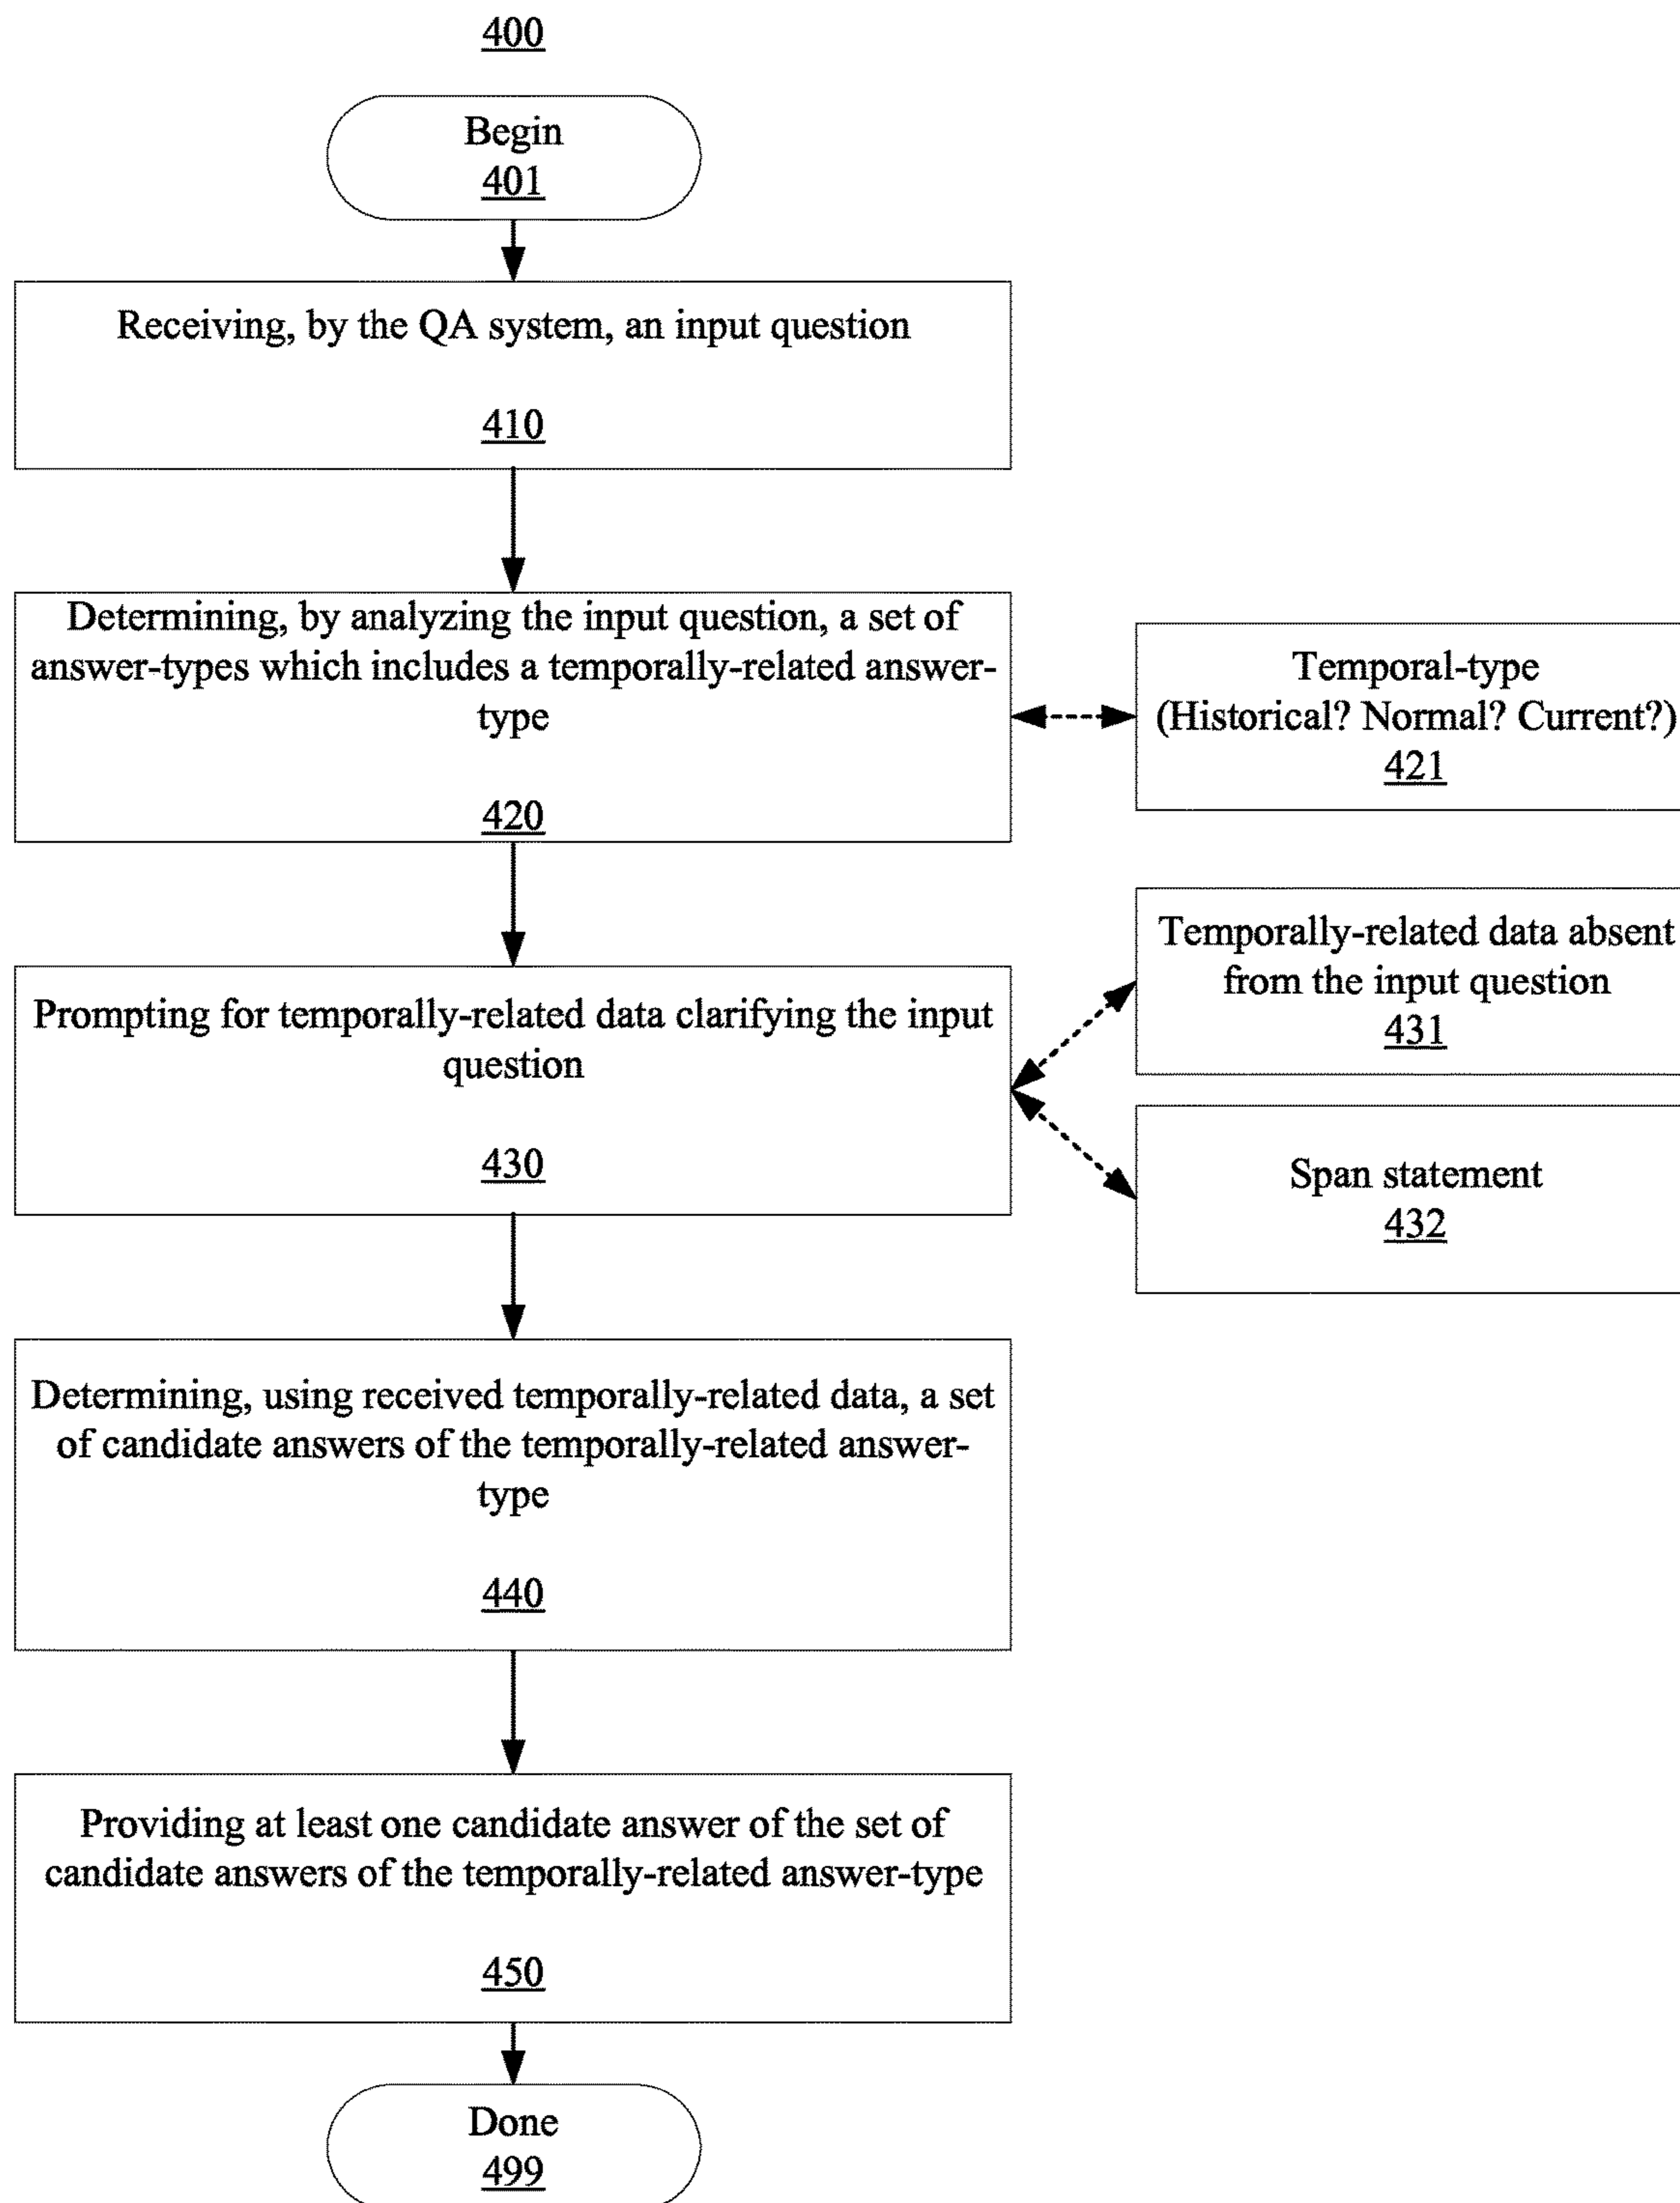 400
Begin
401
Receiving, by the QA system, an input question
410
Determining, by analyzing the input question, a set of
answer-types which includes a temporally-related answer-
type
420
Temporal-type
(Historical? Normal? Current?)
421
Prompting for temporally-related data clarifying the input
question
430
Temporally-related data absent
from the input question
431
Span statement
432
Determining, using received temporally-related data, a set
of candidate answers of the temporally-related answer-
type
440
Providing at least one candidate answer of the set of
candidate answers of the temporally-related answer-type
450
Done
499